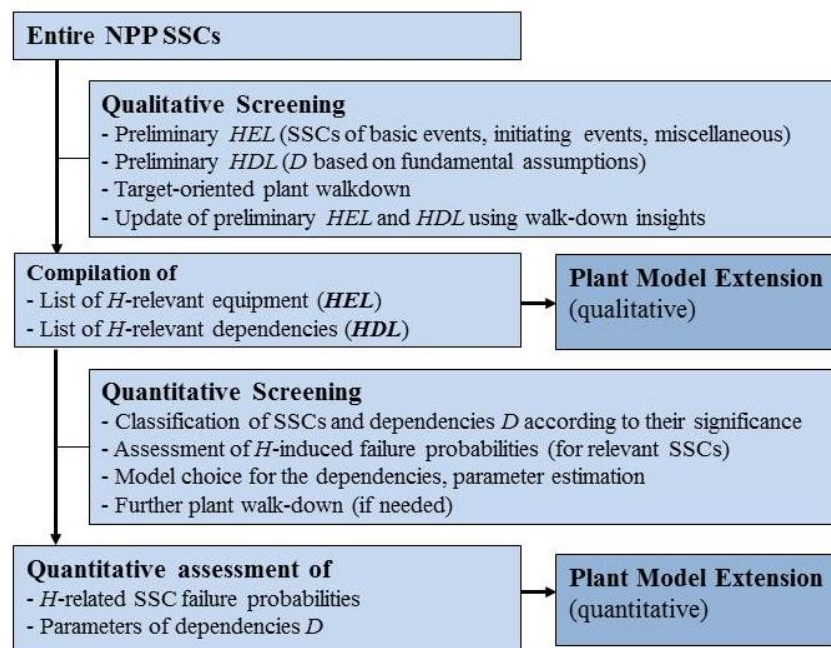 Entire NPP SSCs
Qualitative Screening
- Preliminary HEL (SSCs of basic events, initiating events, miscellaneous)
- Preliminary HDL (D based on fundamental assumptions)
- Target-oriented plant walkdown
- Update of preliminary HEL and HDL using walk-down insights
Compilation of
- List of H-relevant equipment (HEL)
- List of H-relevant dependencies (HDL)
Plant Model Extension
(qualitative)
Quantitative Screening
- Classification of SSCs and dependencies D according to their significance
- Assessment of H-induced failure probabilities (for relevant SSCs)
- Model choice for the dependencies, parameter estimation
- Further plant walk-down (if needed)
Quantitative assessment of
- H-related SSC failure probabilities
- Parameters of dependencies D
Plant Model Extension
(quantitative)